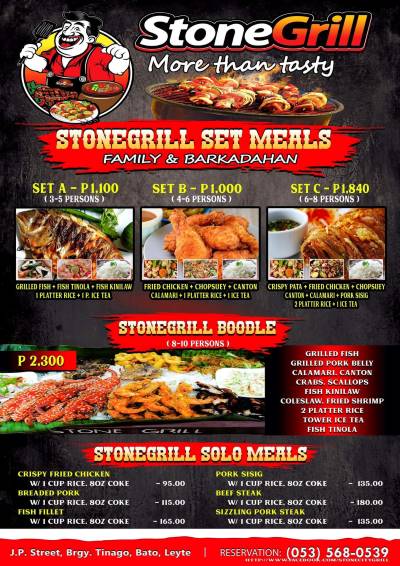 StoneGrill
More than tasty
STONEGRILL SET MEALS
FAMILY & BARKADAHAN
SET A - P1,100
( 3-5 PERSONS )
GRILLED FISH + FISH TINOLA + FISH KINILAW
1 PLATTER RICE + 1 P. ICE TEA
SET B - P1,000
( 4-6 PERSONS )
FRIED CHICKEN + CHOPSUEY + CANTON
CALAMARI + 1 PLATTER RICE + 1 ICE TEA
SET C - P1,840
( 6-8 PERSONS )
CRISPY PATA + FRIED CHICKEN + CHOPSUEY
CANTON + CALAMARI + PORK SISIG
2 PLATTER RICE + 1 ICE TEA
STONEGRILL BOODLE
( 8-10 PERSONS )
P 2,300
STONE GRILL
GRILLED FISH
GRILLED PORK BELLY
CALAMARI, CANTON
CRABS, SCALLOPS
FISH KINILAW
COLESLAW, FRIED SHRIMP
2 PLATTER RICE
TOWER ICE TEA
FISH TINOLA
STONEGRILL SOLO MEALS
CRISPY FRIED CHICKEN
W/ 1 CUP RICE, 8OZ COKE - 95.00
BREADED PORK
W/ 1 CUP RICE, 8OZ COKE - 115.00
FISH FILLET
W/ 1 CUP RICE, 8OZ COKE - 165.00
PORK SISIG
W/ 1 CUP RICE, 8OZ COKE - 135.00
BEEF STEAK
W/ 1 CUP RICE, 8OZ COKE - 180.00
SIZZLING PORK STEAK
W/ 1 CUP RICE, 8OZ COKE - 135.00
J.P. Street, Brgy. Tinago, Bato, Leyte | RESERVATION: (053) 568-0539
HTTP://WWW.FACEBOOK.COM/STONECITYGRILL